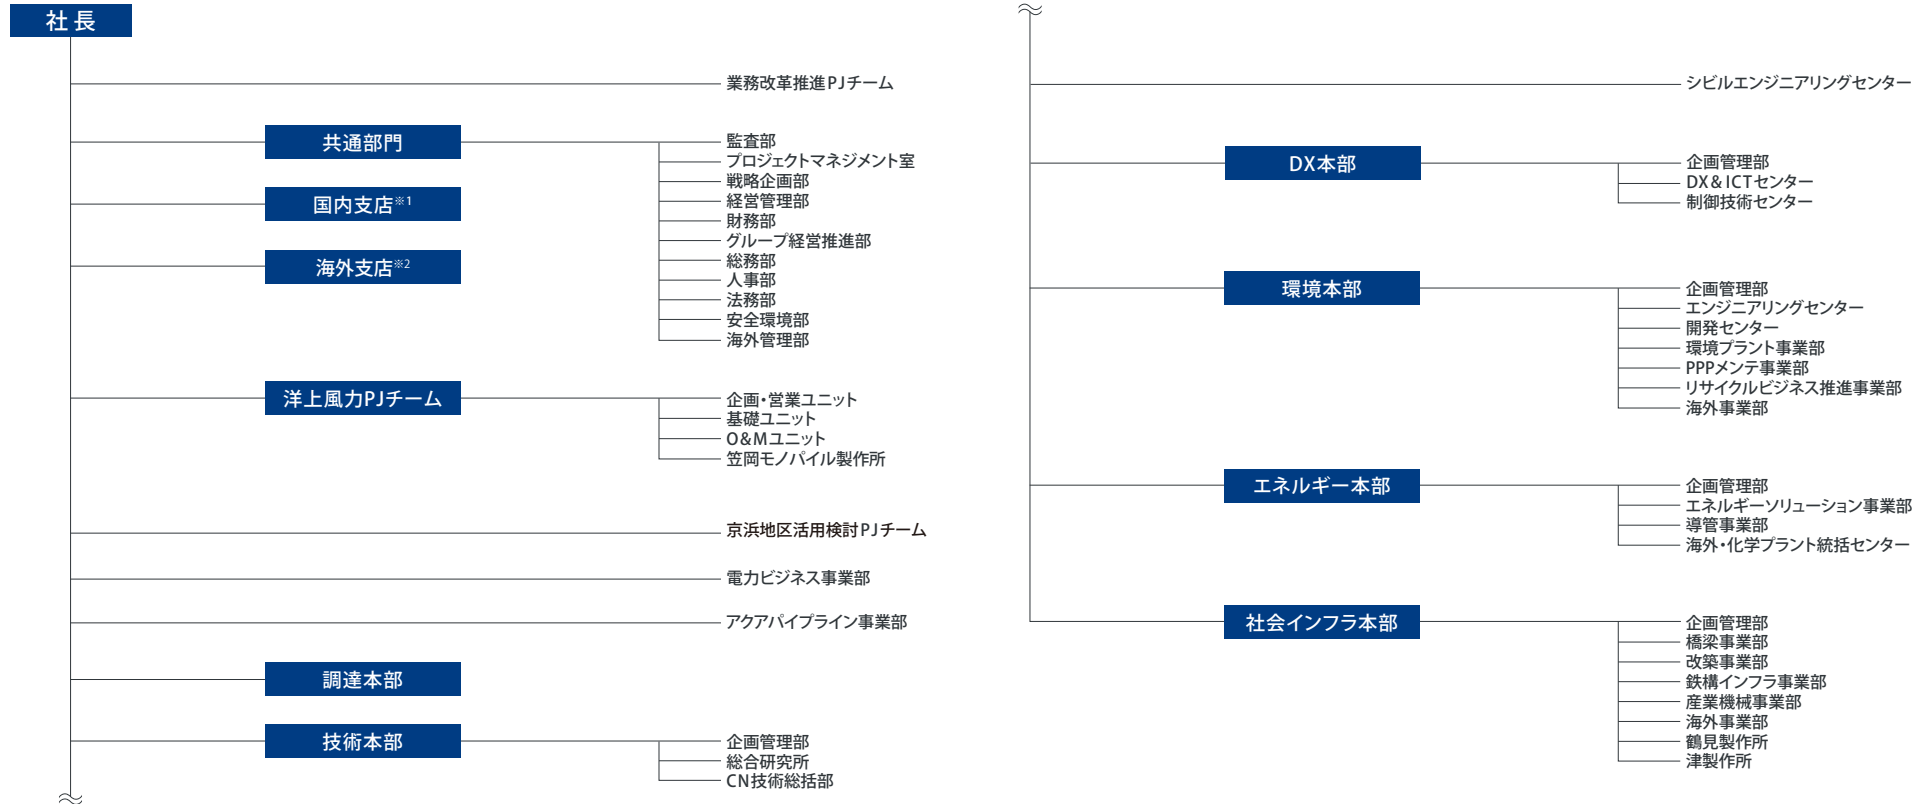 社長
業務改革推進PJチーム
共通部門
監査部
プロジェクトマネジメント室
戦略企画部
経営管理部
財務部
グループ経営推進部
総務部
人事部
法務部
安全環境部
海外管理部
国内支店※1
海外支店※2
洋上風力PJチーム
企画・営業ユニット
基礎ユニット
O&Mユニット
笠岡モノパイル製作所
京浜地区活用検討PJチーム
電力ビジネス事業部
アクアパイプライン事業部
調達本部
技術本部
企画管理部
総合研究所
CN技術総括部
シビルエンジニアリングセンター
DX本部
企画管理部
DX&ICTセンター
制御技術センター
環境本部
企画管理部
エンジニアリングセンター
開発センター
環境プラント事業部
PPPメンテ事業部
リサイクルビジネス推進事業部
海外事業部
エネルギー本部
企画管理部
エネルギーソリューション事業部
導管事業部
海外・化学プラント統括センター
社会インフラ本部
企画管理部
橋梁事業部
改築事業部
鉄構インフラ事業部
産業機械事業部
海外事業部
鶴見製作所
津製作所